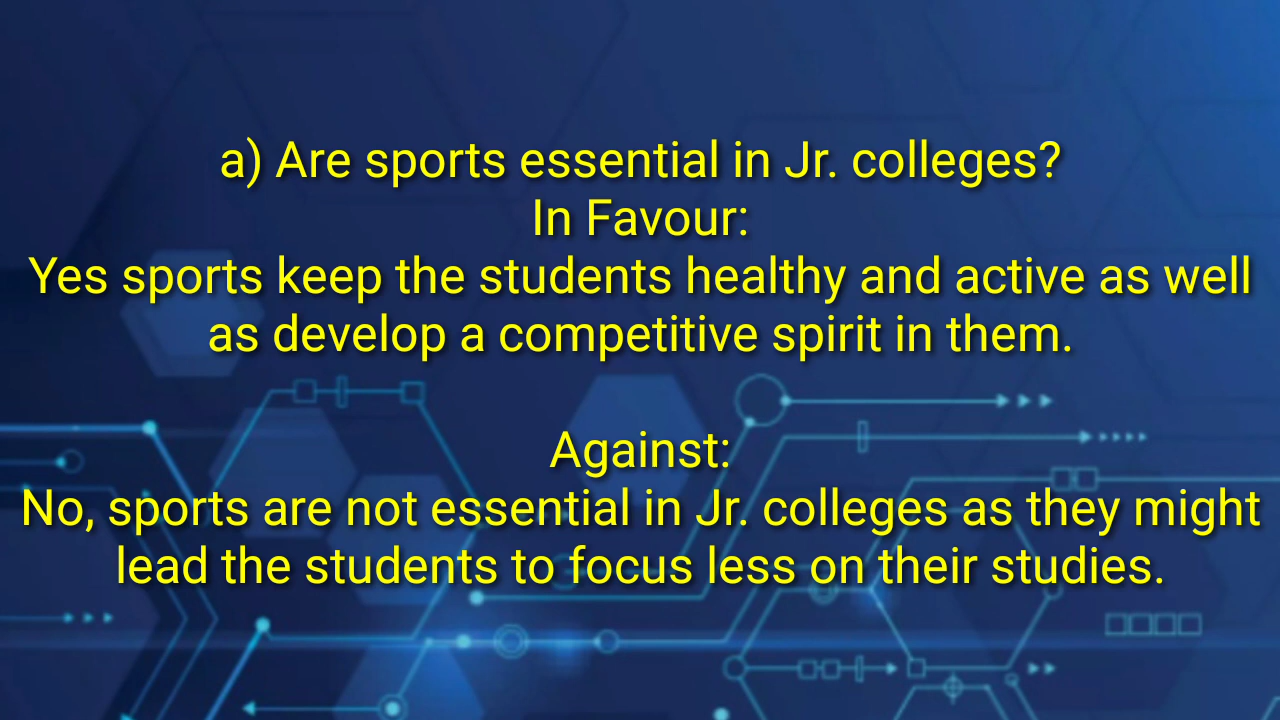 a) Are sports essential in Jr. colleges?
In Favour:
Yes sports keep the students healthy and active as well
as develop a competitive spirit in them.
Against:
No, sports are not essential in Jr. colleges as they might
lead the students to focus less on their studies.